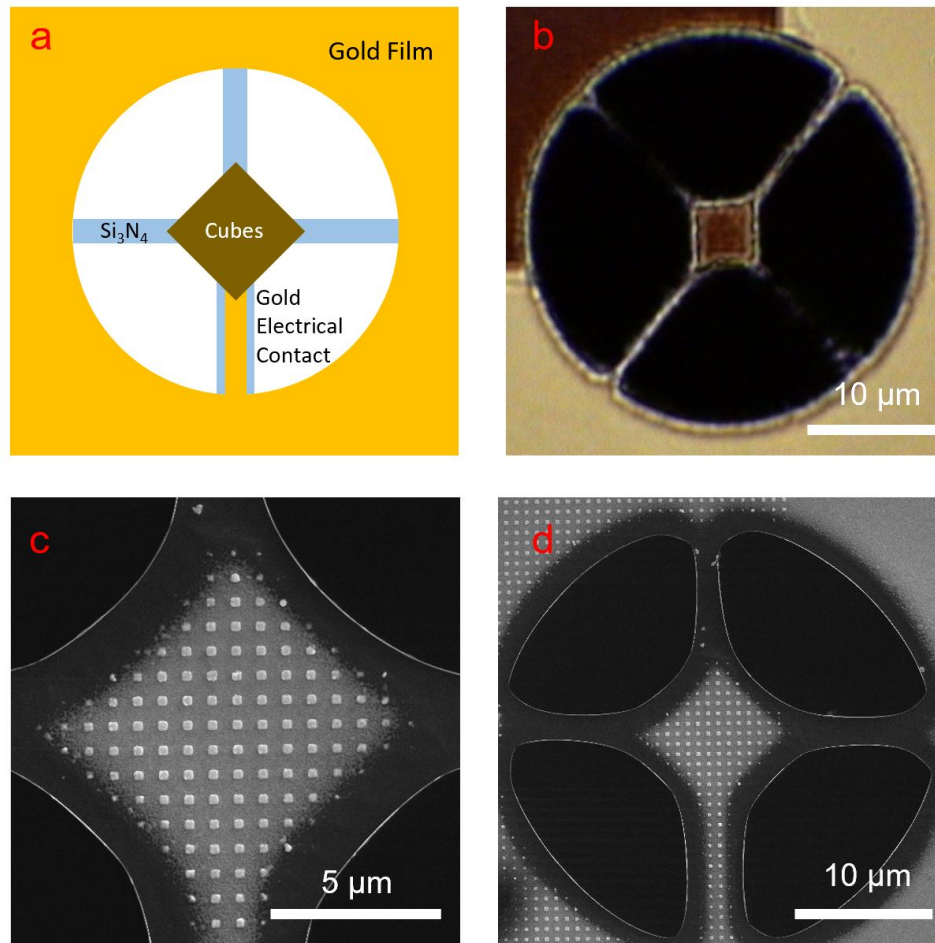 a
Gold Film
Si₃N₄
Cubes
Gold
Electrical
Contact
b
10 µm
c
5 µm
d
10 µm